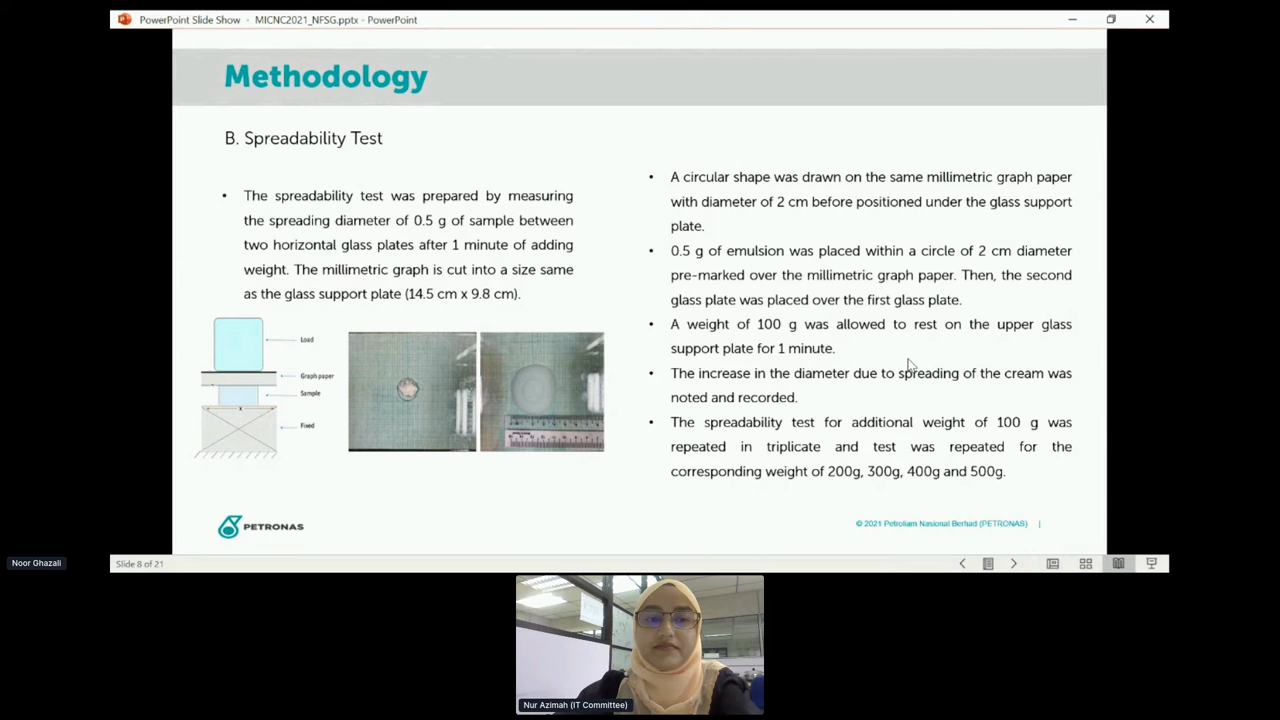 PowerPoint Slide Show - MICNC2021_NFSG.pptx - PowerPoint
Methodology
B. Spreadability Test
• The spreadability test was prepared by measuring
the spreading diameter of 0.5 g of sample between
two horizontal glass plates after 1 minute of adding
weight. The millimetric graph is cut into a size same
as the glass support plate (14.5 cm x 9.8 cm).
Load
Graph paper
Sample
x
Fixed
• A circular shape was drawn on the same millimetric graph paper
with diameter of 2 cm before positioned under the glass support
plate.
• 0.5 g of emulsion was placed within a circle of 2 cm diameter
pre-marked over the millimetric graph paper. Then, the second
glass plate was placed over the first glass plate.
• A weight of 100 g was allowed to rest on the upper glass
support plate for 1 minute.
• The increase in the diameter due to spreading of the cream was
noted and recorded.
• The spreadability test for additional weight of 100 g was
repeated in triplicate and test was repeated for the
corresponding weight of 200g, 300g, 400g and 500g.
PETRONAS
© 2021 Petroliam Nasional Berhad (PETRONAS) |
Noor Ghazali
Slide 8 of 21
Nur Azimah (IT Committee)